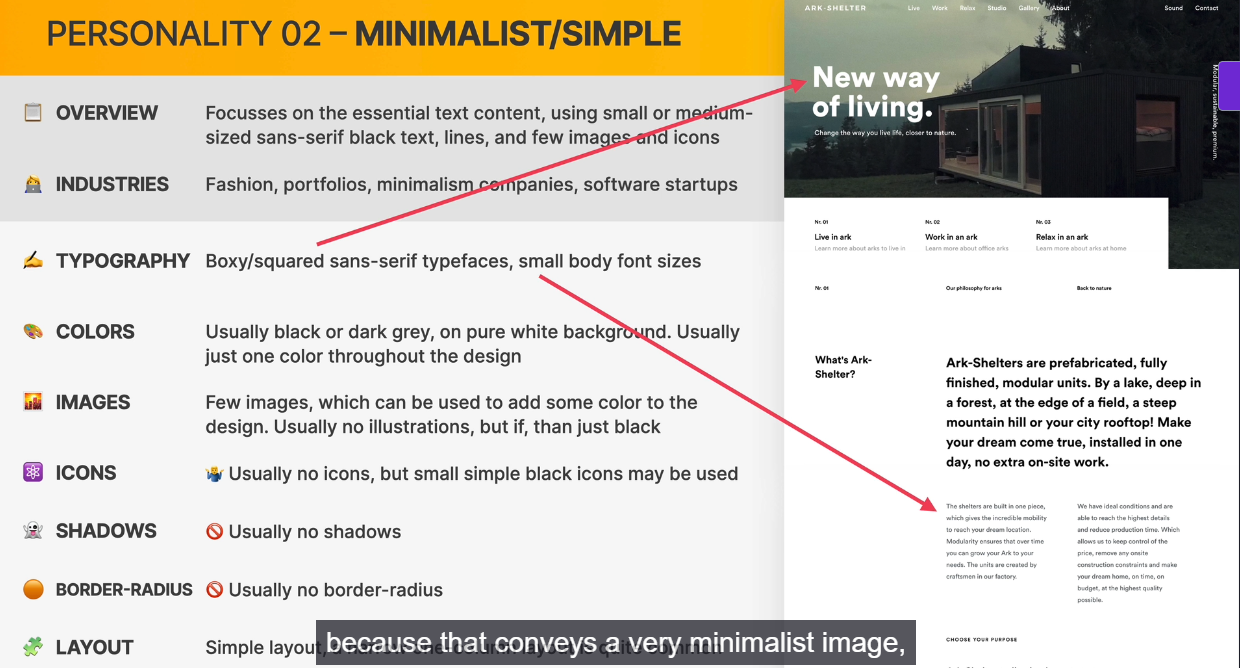 PERSONALITY 02 – MINIMALIST/SIMPLE
OVERVIEW
Focusses on the essential text content, using small or medium-
sized sans-serif black text, lines, and few images and icons
INDUSTRIES
Fashion, portfolios, minimalism companies, software startups
TYPOGRAPHY
Boxy/squared sans-serif typefaces, small body font sizes
COLORS
Usually black or dark grey, on pure white background. Usually
just one color throughout the design
IMAGES
Few images, which can be used to add some color to the
design. Usually no illustrations, but if, than just black
ICONS
Usually no icons, but small simple black icons may be used
SHADOWS
Usually no shadows
BORDER-RADIUS
Usually no border-radius
LAYOUT
Simple layout,
because that conveys a very minimalist image,
ARK-SHELTER
Live Work Relax Studio Gallery About
Sound Contact
New way
of living.
Change the way you live life, closer to nature.
Modular, sustainable, premium.
Nr. 01
Live in ark
Learn more about arks to live in
Nr. 02
Work in an ark
Learn more about office arks
Nr. 03
Relax in an ark
Learn more about arks at home
Nr. 01
Our philosophy for arks
Back to nature
What's Ark-
Shelter?
Ark-Shelters are prefabricated, fully
finished, modular units. By a lake, deep in
a forest, at the edge of a field, a steep
mountain hill or your city rooftop! Make
your dream come true, installed in one
day, no extra on-site work.
The shelters are built in one piece,
which gives the incredible mobility
to reach your dream location.
Modularity ensures that over time
you can grow your Ark to your
needs. The units are created by
craftsmen in our factory.
We have ideal conditions and are
able to reach the highest details
and reduce production time. Which
allows us to keep control of the
price, remove any onsite
construction constraints and make
your dream home, on time, on
budget, at the highest quality
possible.
CHOOSE YOUR PURPOSE